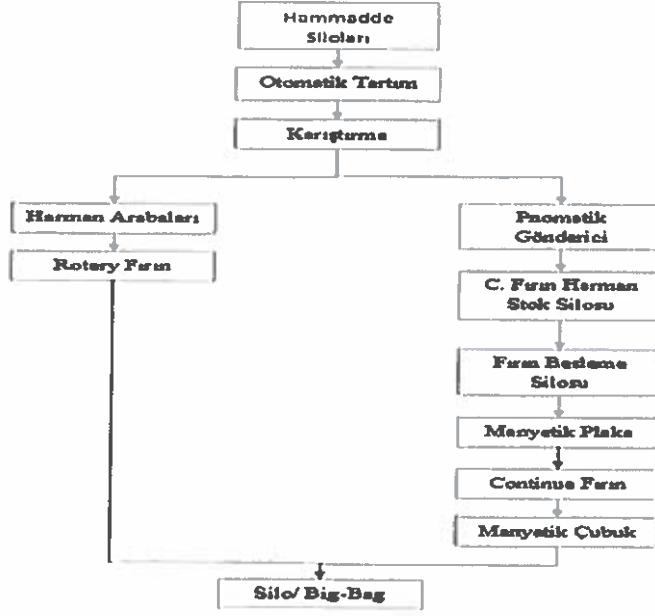 Hammadde
Siloları
Otomatik Tartım
Karıştırma
Harman Arabaları
Rotery Fırın
Pnomatik
Gönderici
C. Fırın Harman
Stok Silosu
Fırın Besleme
Silosu
Manyetik Plaka
Continue Fırın
Manyetik Çubuk
Silo/ Big-Bag